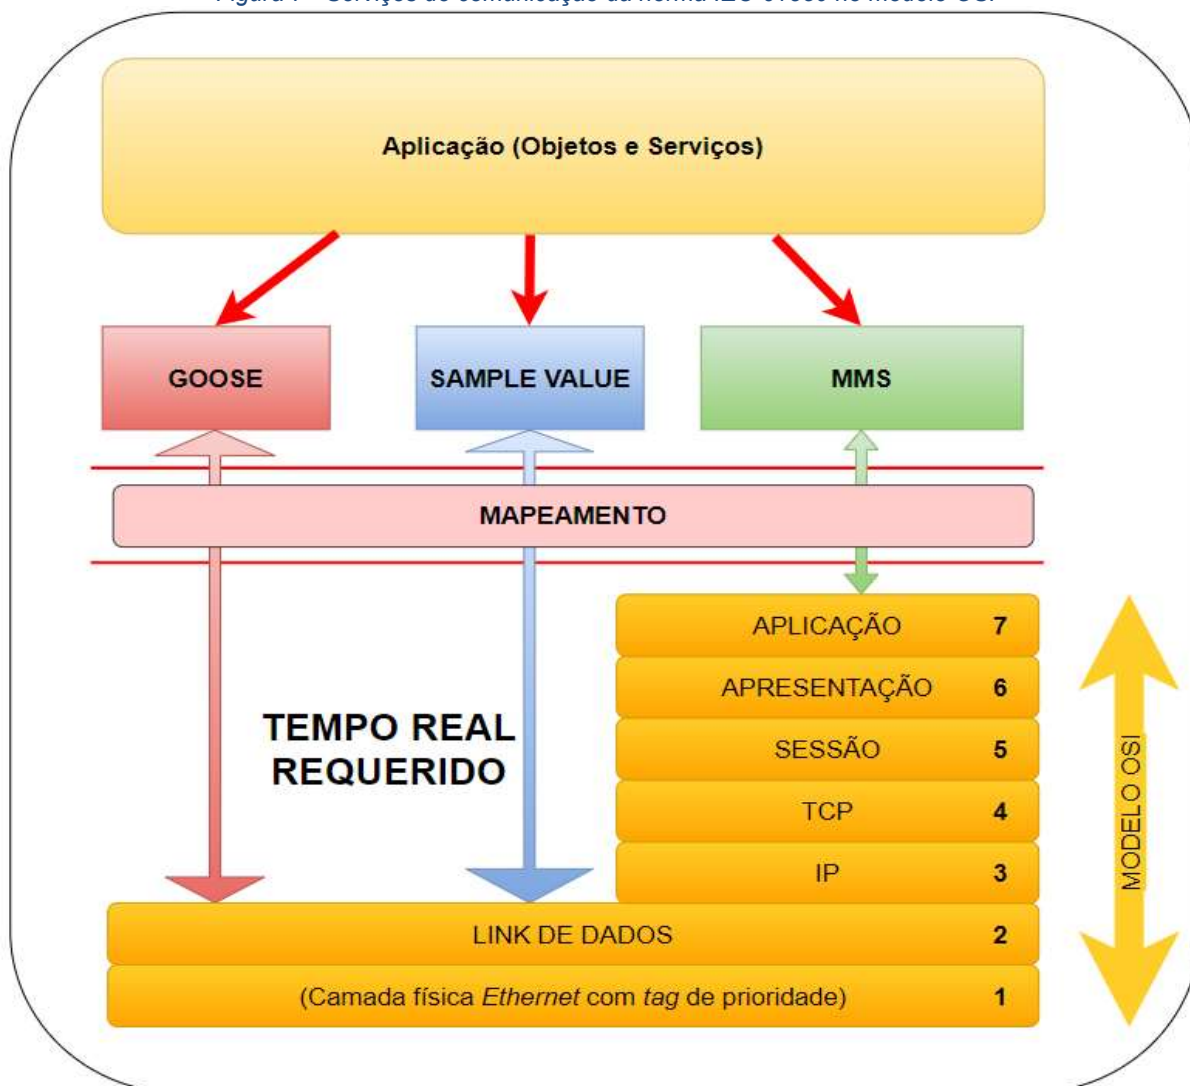 Aplicação (Objetos e Serviços)
GOOSE
SAMPLE VALUE
MMS
MAPEAMENTO
APLICAÇÃO 7
APRESENTAÇÃO 6
SESSÃO 5
TCP 4
IP 3
TEMPO REAL
REQUERIDO
MODELO OSI
LINK DE DADOS 2
(Camada física Ethernet com tag de prioridade) 1